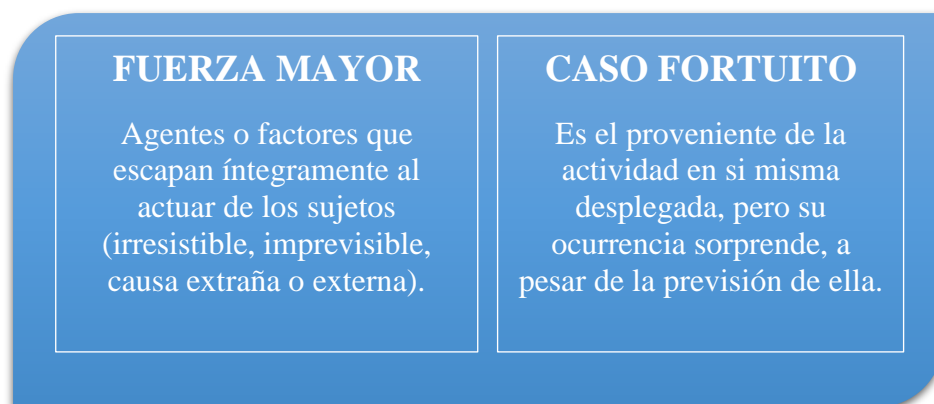 FUERZA MAYOR
Agentes o factores que
escapan íntegramente al
actuar de los sujetos
(irresistible, imprevisible,
causa extraña o externa).
CASO FORTUITO
Es el proveniente de la
actividad en si misma
desplegada, pero su
ocurrencia sorprende, a
pesar de la previsión de ella.